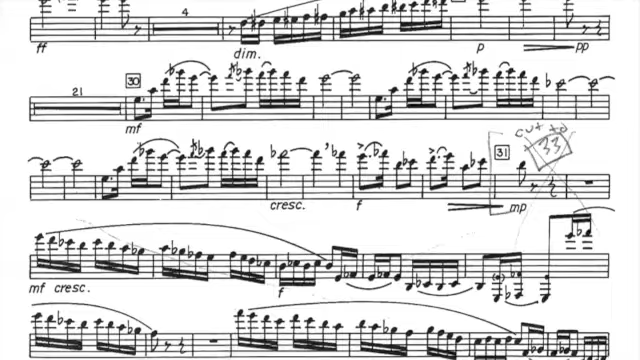 4
ff dim. p pp
21 30
mf
cut to
31 33
cresc. f mp
mf cresc. f